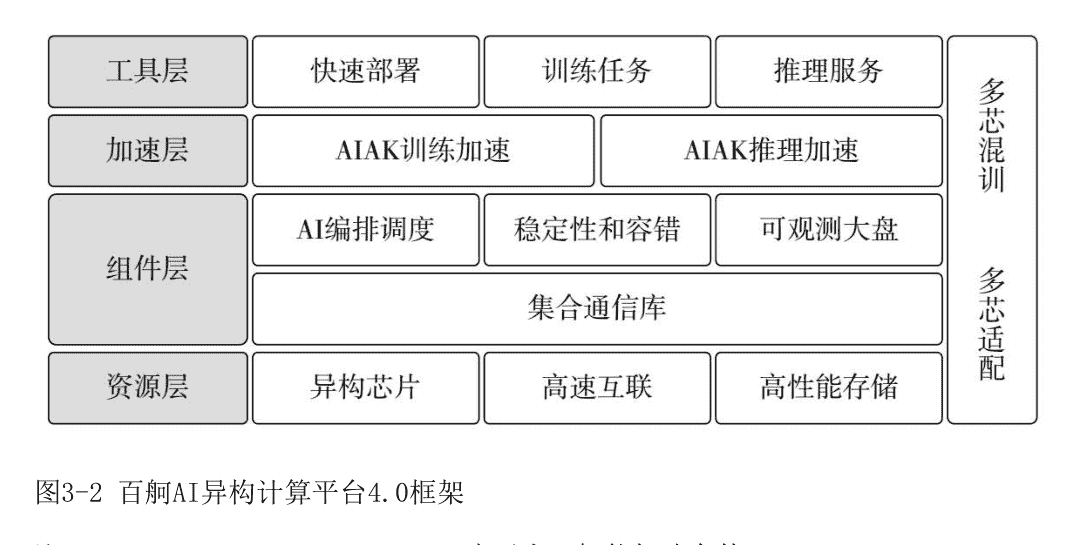 工具层
快速部署
训练任务
推理服务
加速层
AIAK训练加速
AIAK推理加速
组件层
AI编排调度
稳定性和容错
可观测大盘
集合通信库
资源层
异构芯片
高速互联
高性能存储
多芯混训
多芯适配
图3-2 百舸AI异构计算平台4.0框架